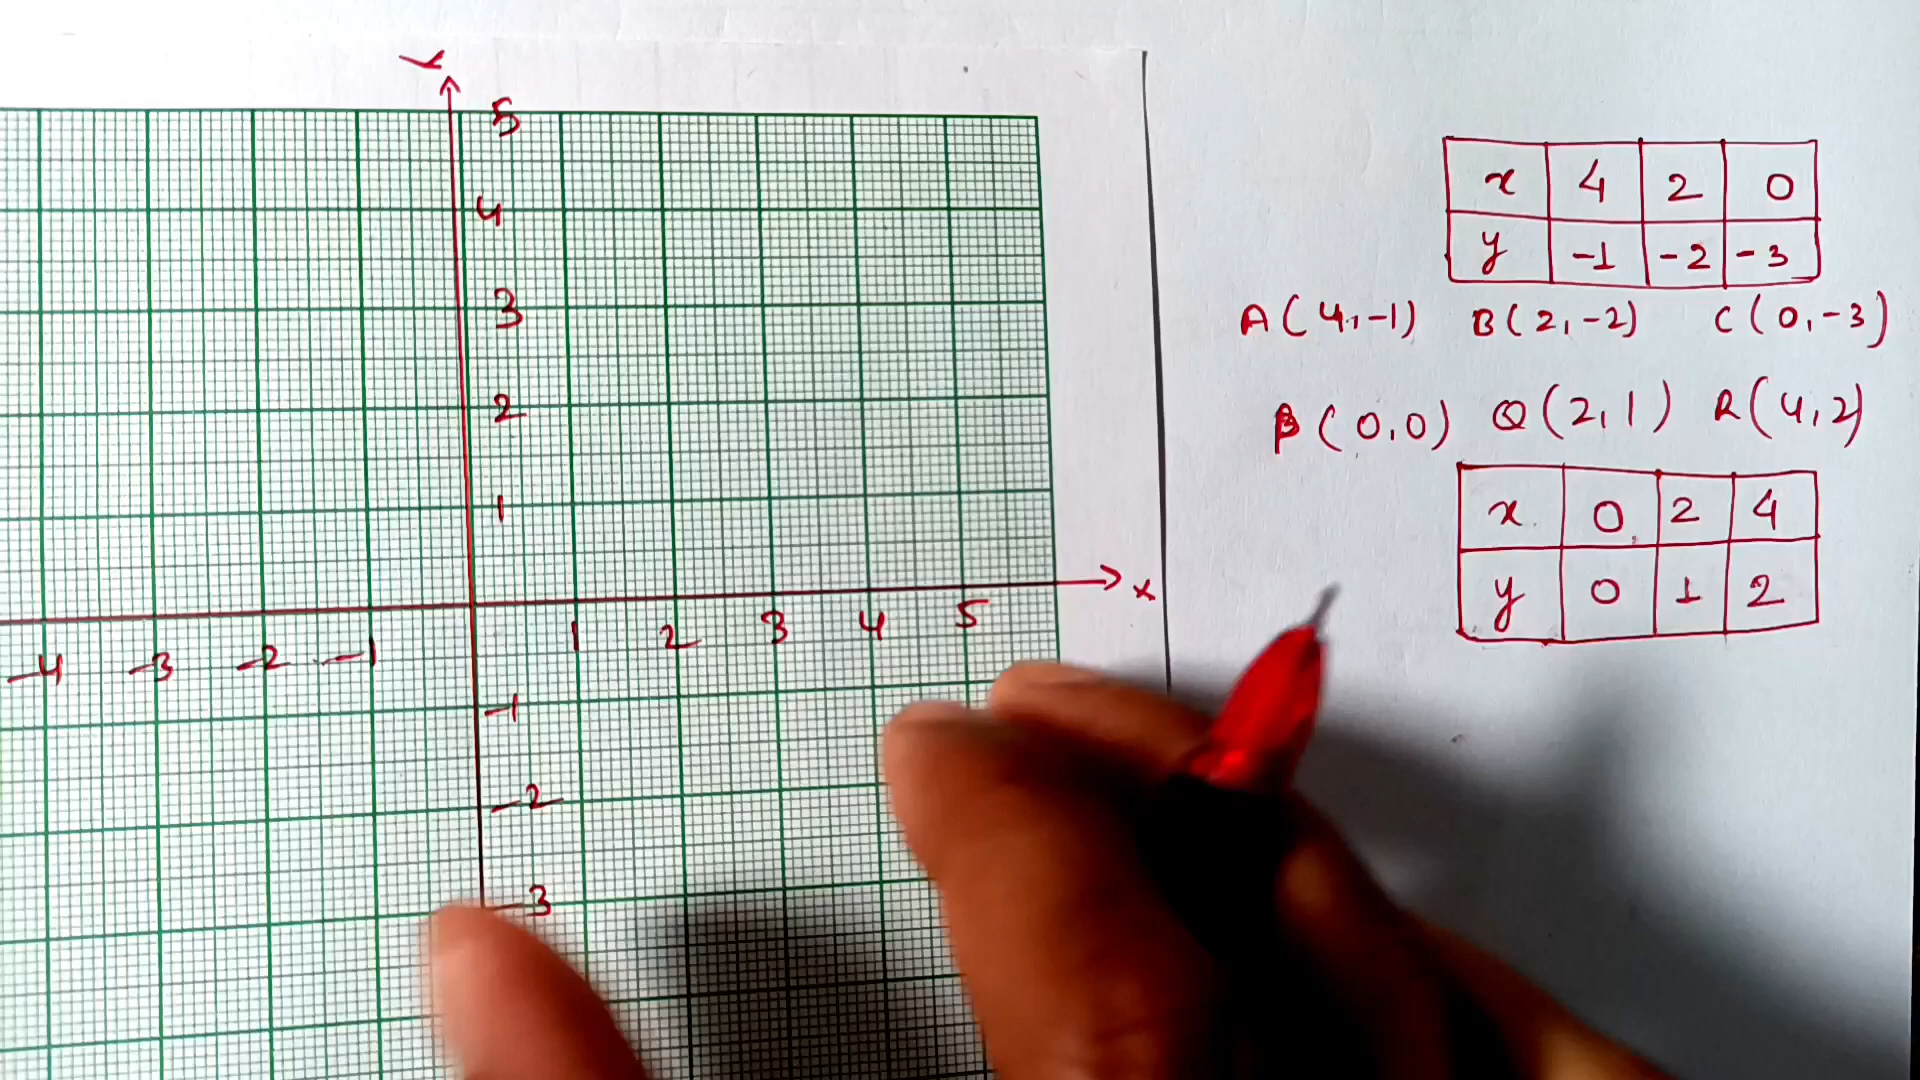 Y
5
4
3
2
1
x
-4 -3 -2 -1 1 2 3 4 5
-1
-2
-3
x 4 2 0
y -1 -2 -3
A(4,-1) B(2,-2) C(0,-3)
P(0,0) Q(2,1) R(4,2)
x 0 2 4
y 0 1 2